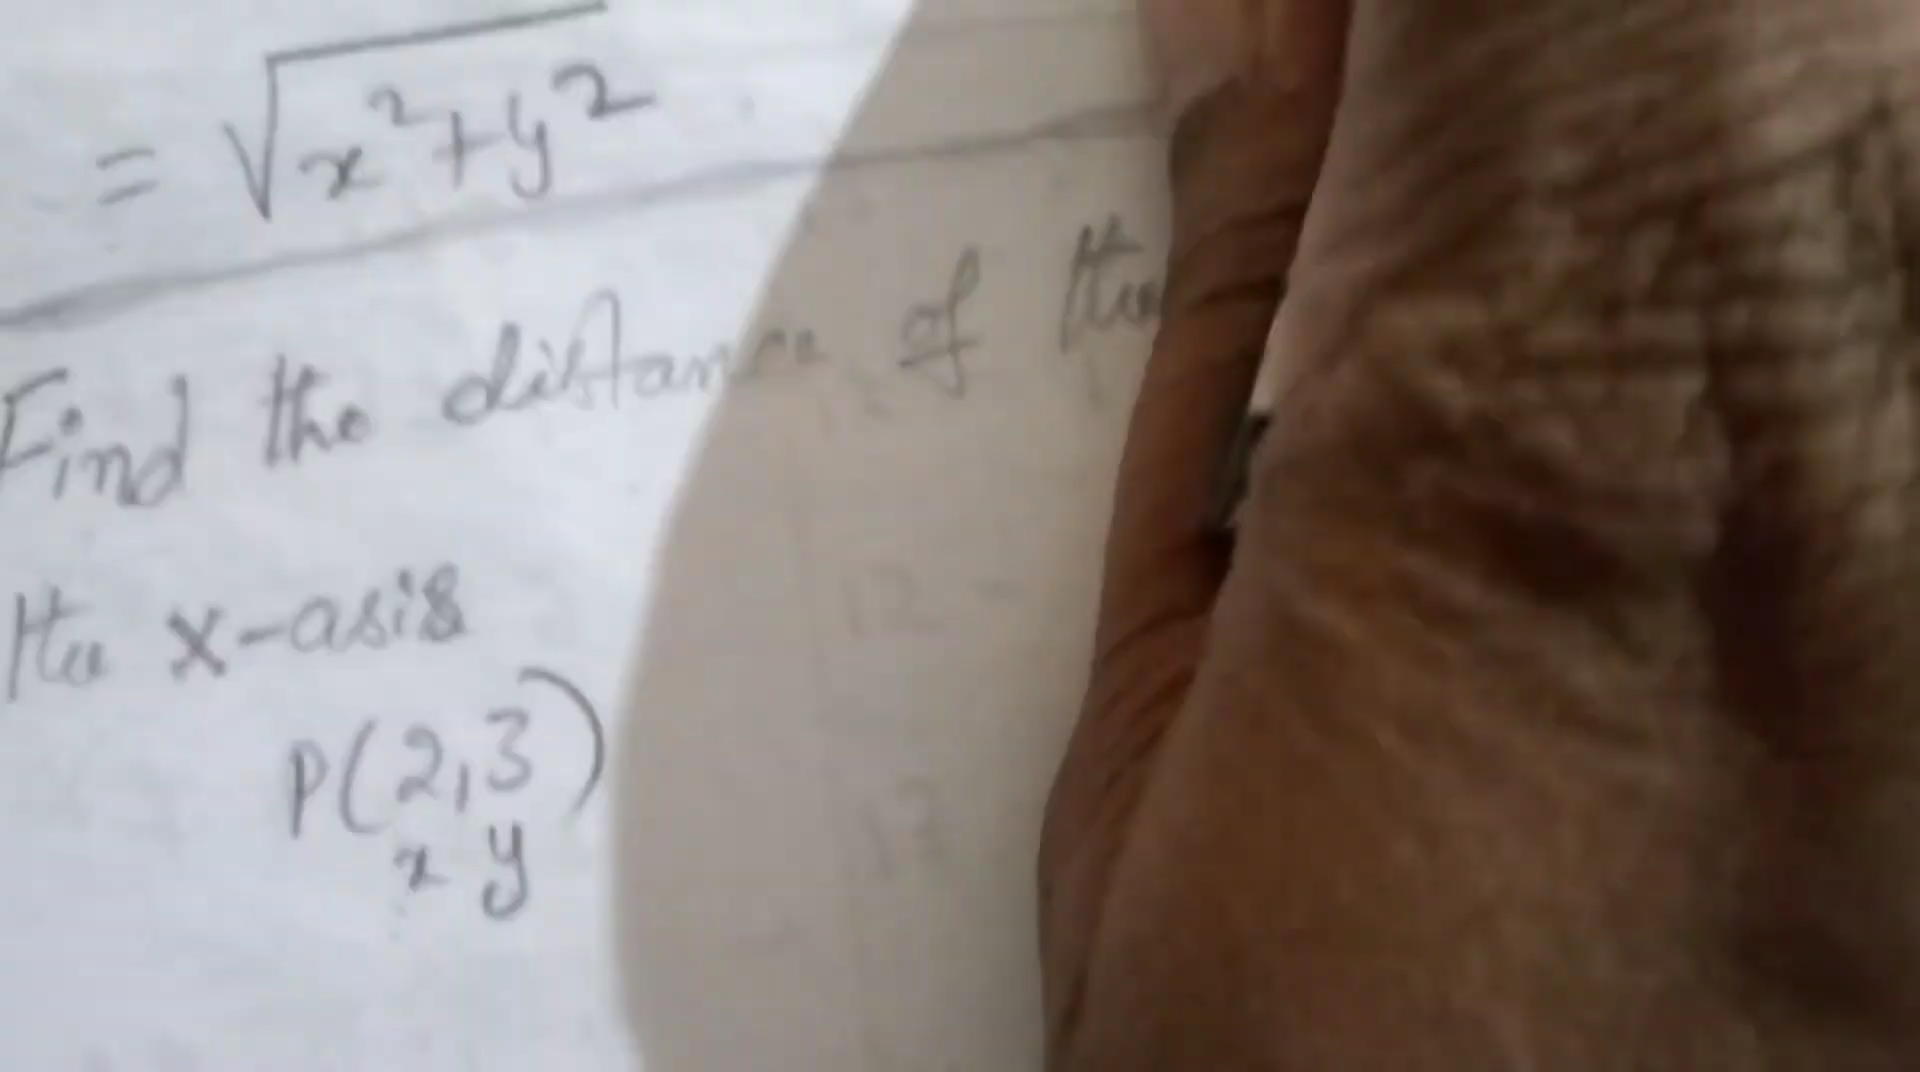 = √x²+y²
Find the distance of the
the x-asis
P(2,3)
x y